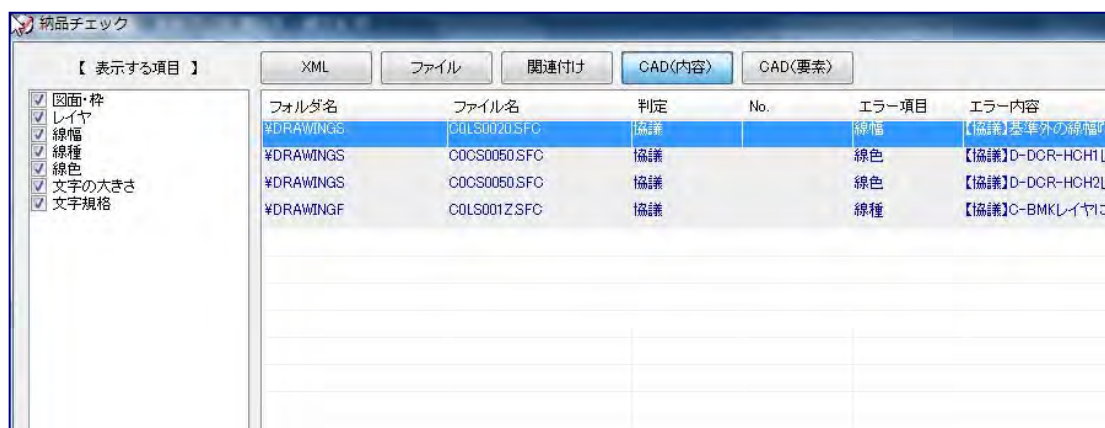 納品チェック
【 表示する項目 】
XML ファイル 関連付け CAD(内容) CAD(要素)
図面・枠
レイヤ
線幅
線種
線色
文字の大きさ
文字規格
フォルダ名 ファイル名 判定 No. エラー項目 エラー内容
¥DRAWINGS C0LS0020.SFC 協議 線幅 【協議】基準外の線幅
¥DRAWINGS C0CS0050.SFC 協議 線色 【協議】D-DCR-HCH1
¥DRAWINGS C0CS0050.SFC 協議 線色 【協議】D-DCR-HCH2
¥DRAWINGF C0LS001Z.SFC 協議 線種 【協議】C-BMKレイヤに